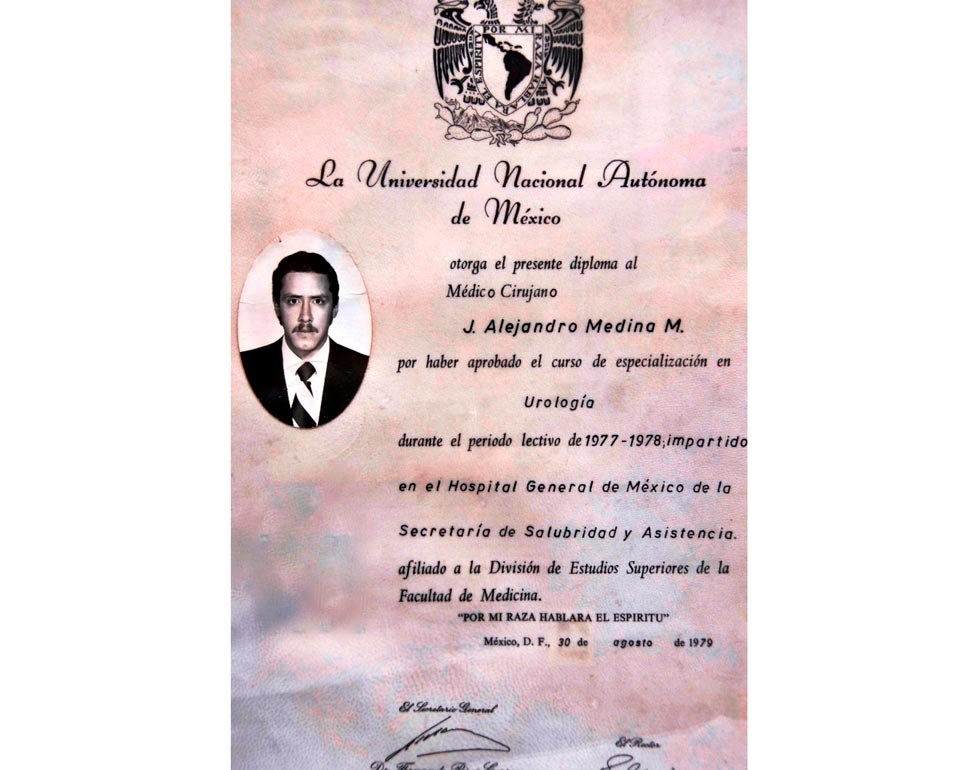 POR MI RAZA HABLARA EL ESPIRITU
La Universidad Nacional Autónoma
de México
otorga el presente diploma al
Médico Cirujano
J. Alejandro Medina M.
por haber aprobado el curso de especialización en
Urología
durante el periodo lectivo de 1977-1978; impartido
en el Hospital General de México de la
Secretaría de Salubridad y Asistencia.
afiliado a la División de Estudios Superiores de la
Facultad de Medicina.
"POR MI RAZA HABLARA EL ESPIRITU"
México, D. F., 30 de agosto de 1979
El Secretario General
El Rector
Dr.